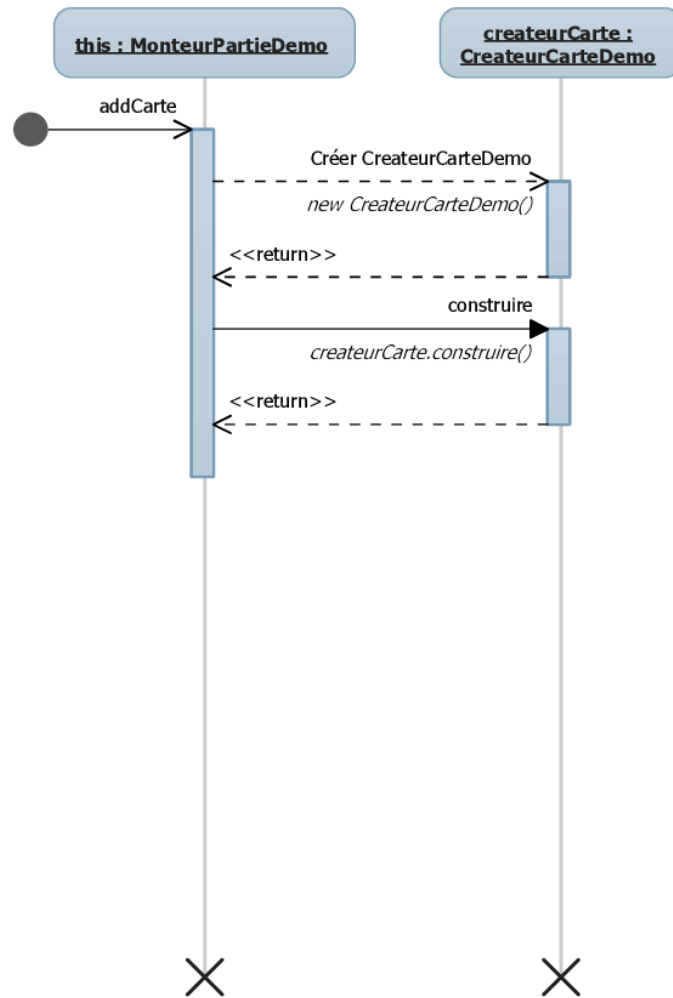 this : MonteurPartieDemo
createurCarte :
CreateurCarteDemo
addCarte
Créer CreateurCarteDemo
new CreateurCarteDemo()
<<return>>
construire
createurCarte.construire()
<<return>>